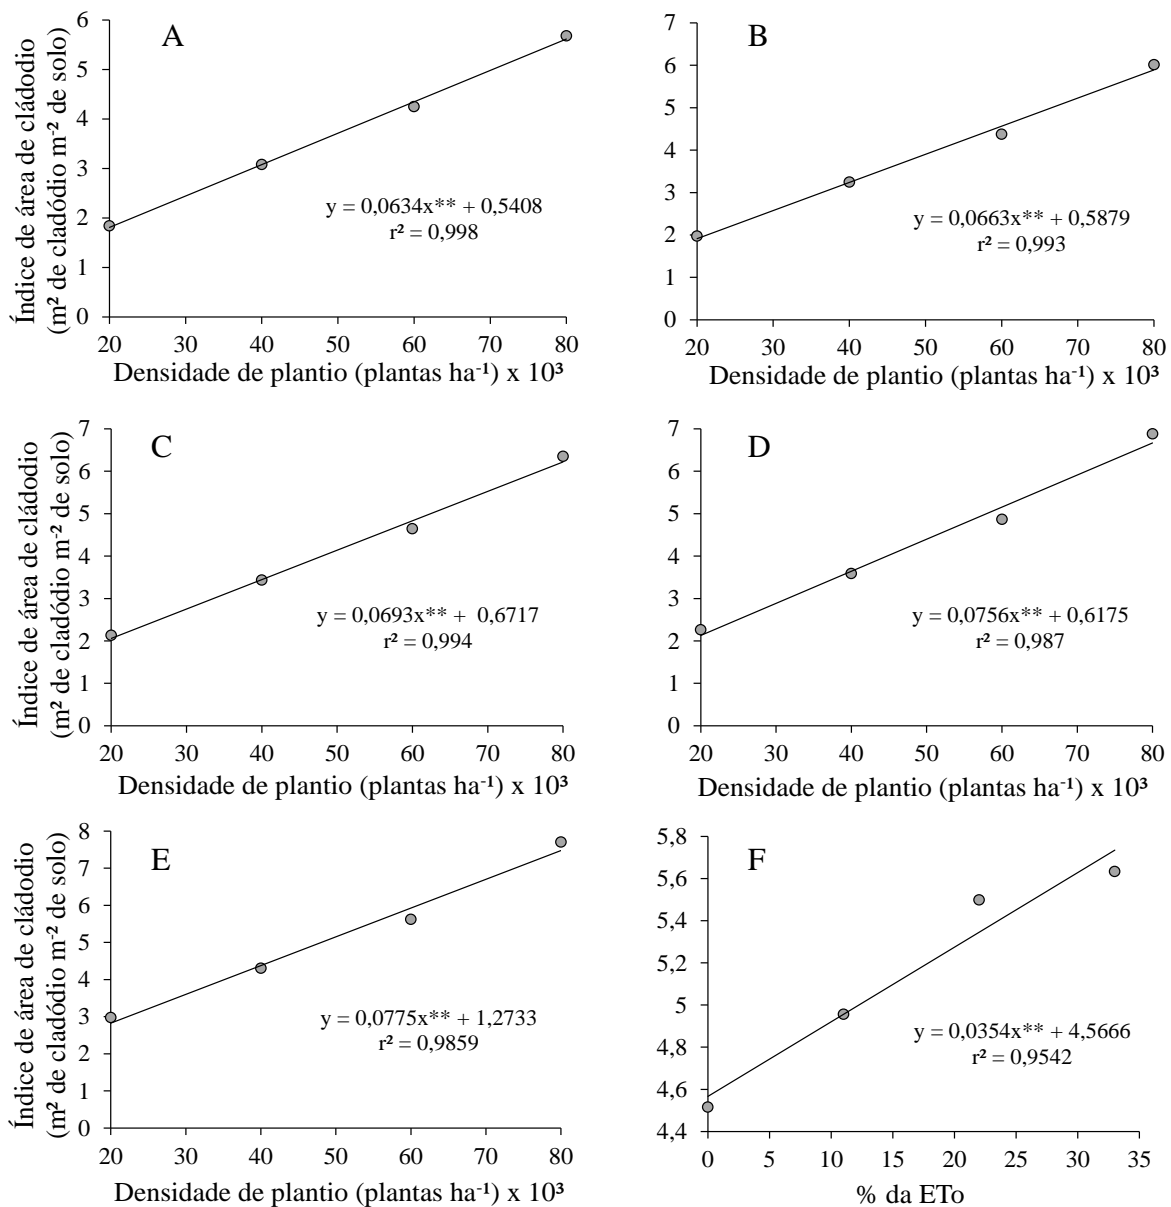 A
Índice de área de cládodio
(m² de cladódio m⁻² de solo)
6
5
4
3
2
1
0
y = 0,0634x** + 0,5408
r² = 0,998
20 30 40 50 60 70 80
Densidade de plantio (plantas ha⁻¹) x 10³
B
7
6
5
4
3
2
1
0
y = 0,0663x** + 0,5879
r² = 0,993
20 30 40 50 60 70 80
Densidade de plantio (plantas ha⁻¹) x 10³
C
Índice de área de cládodio
(m² de cladódio m⁻² de solo)
7
6
5
4
3
2
1
0
y = 0,0693x** + 0,6717
r² = 0,994
20 30 40 50 60 70 80
Densidade de plantio (plantas ha⁻¹) x 10³
D
7
6
5
4
3
2
1
0
y = 0,0756x** + 0,6175
r² = 0,987
20 30 40 50 60 70 80
Densidade de plantio (plantas ha⁻¹) x 10³
E
Índice de área de cládodio
(m² de cladódio m⁻² de solo)
8
7
6
5
4
3
2
1
0
y = 0,0775x** + 1,2733
r² = 0,9859
20 30 40 50 60 70 80
Densidade de plantio (plantas ha⁻¹) x 10³
F
5,8
5,6
5,4
5,2
5
4,8
4,6
4,4
y = 0,0354x** + 4,5666
r² = 0,9542
0 5 10 15 20 25 30 35
% da ETo